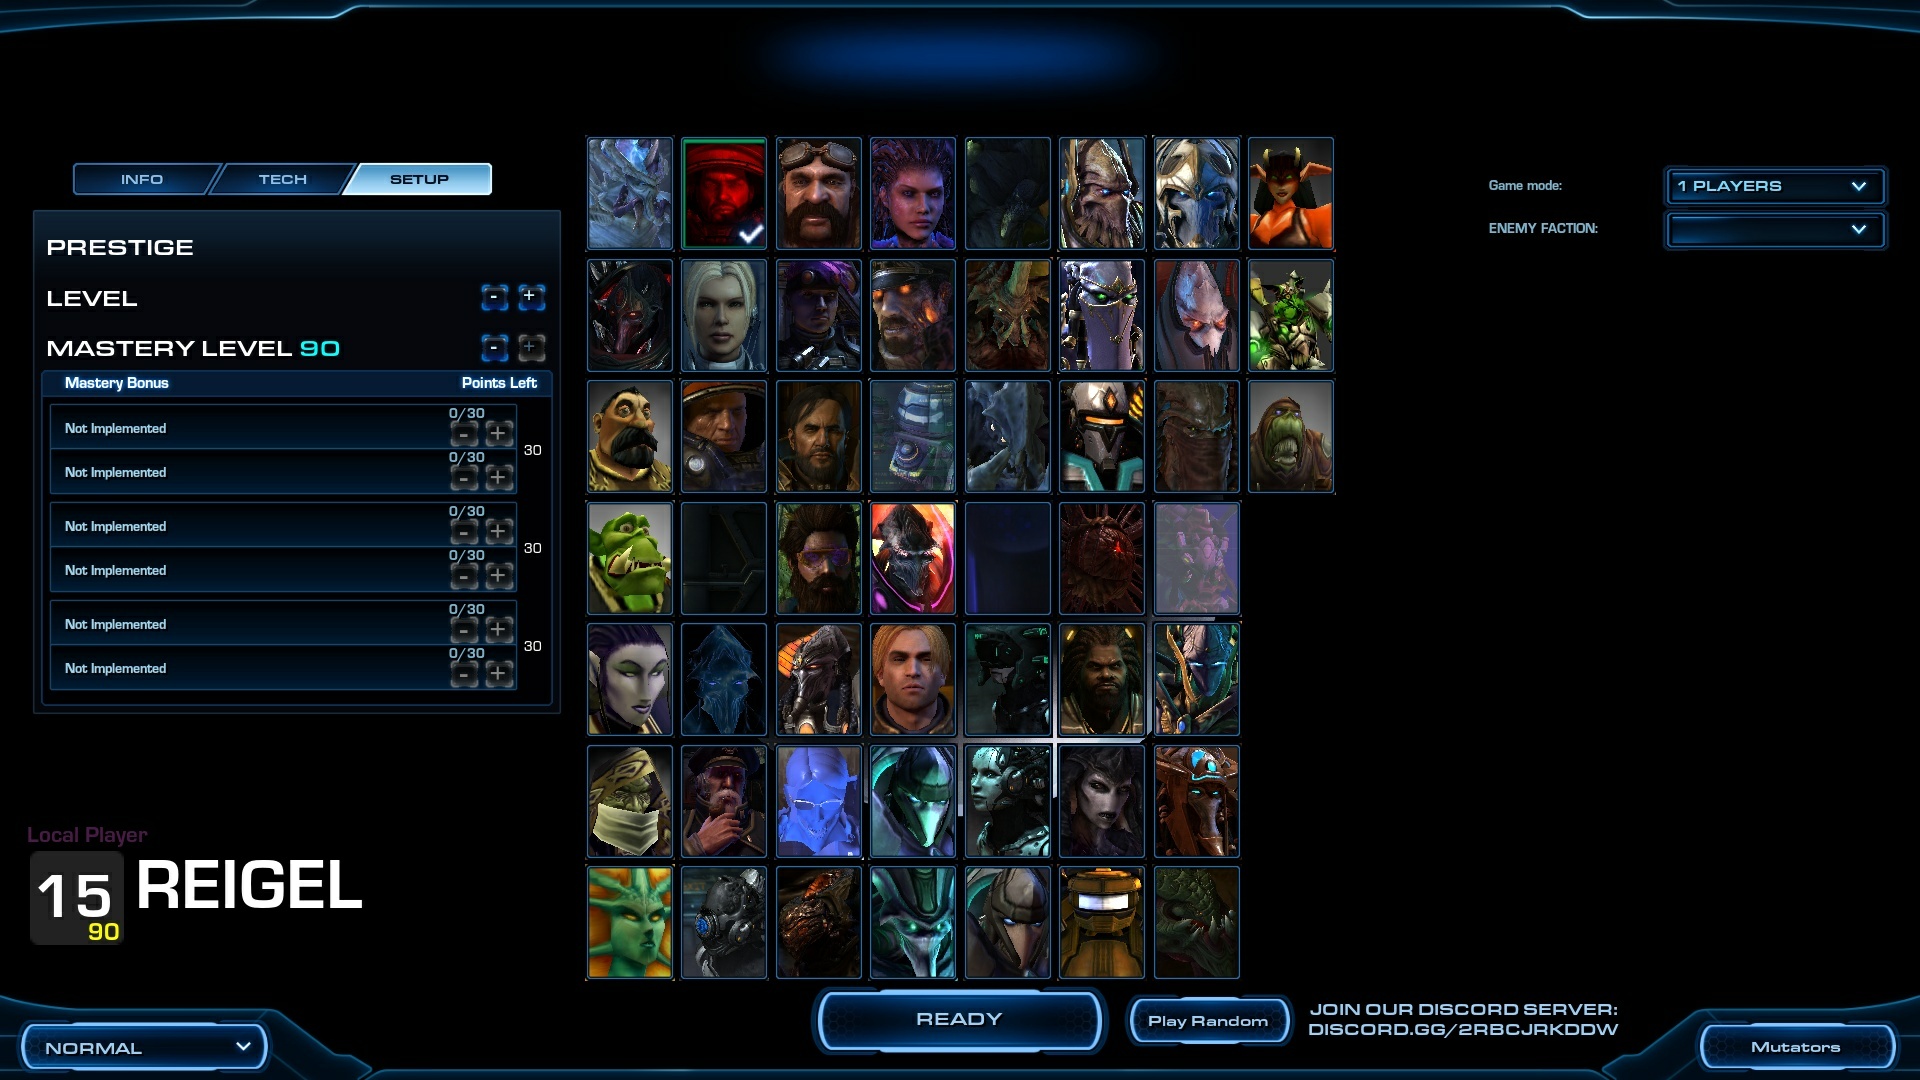 INFO
TECH
SETUP
PRESTIGE
LEVEL
- +
MASTERY LEVEL 90
- +
Mastery Bonus Points Left
Not Implemented 0/30 - +
30
Not Implemented 0/30 - +
Not Implemented 0/30 - +
30
Not Implemented 0/30 - +
Not Implemented 0/30 - +
30
Not Implemented 0/30 - +
Game mode: 1 PLAYERS
ENEMY FACTION:
Local Player
15 REIGEL
90
NORMAL
READY
Play Random
JOIN OUR DISCORD SERVER:
DISCORD.GG/2RBCJRKDDW
Mutators